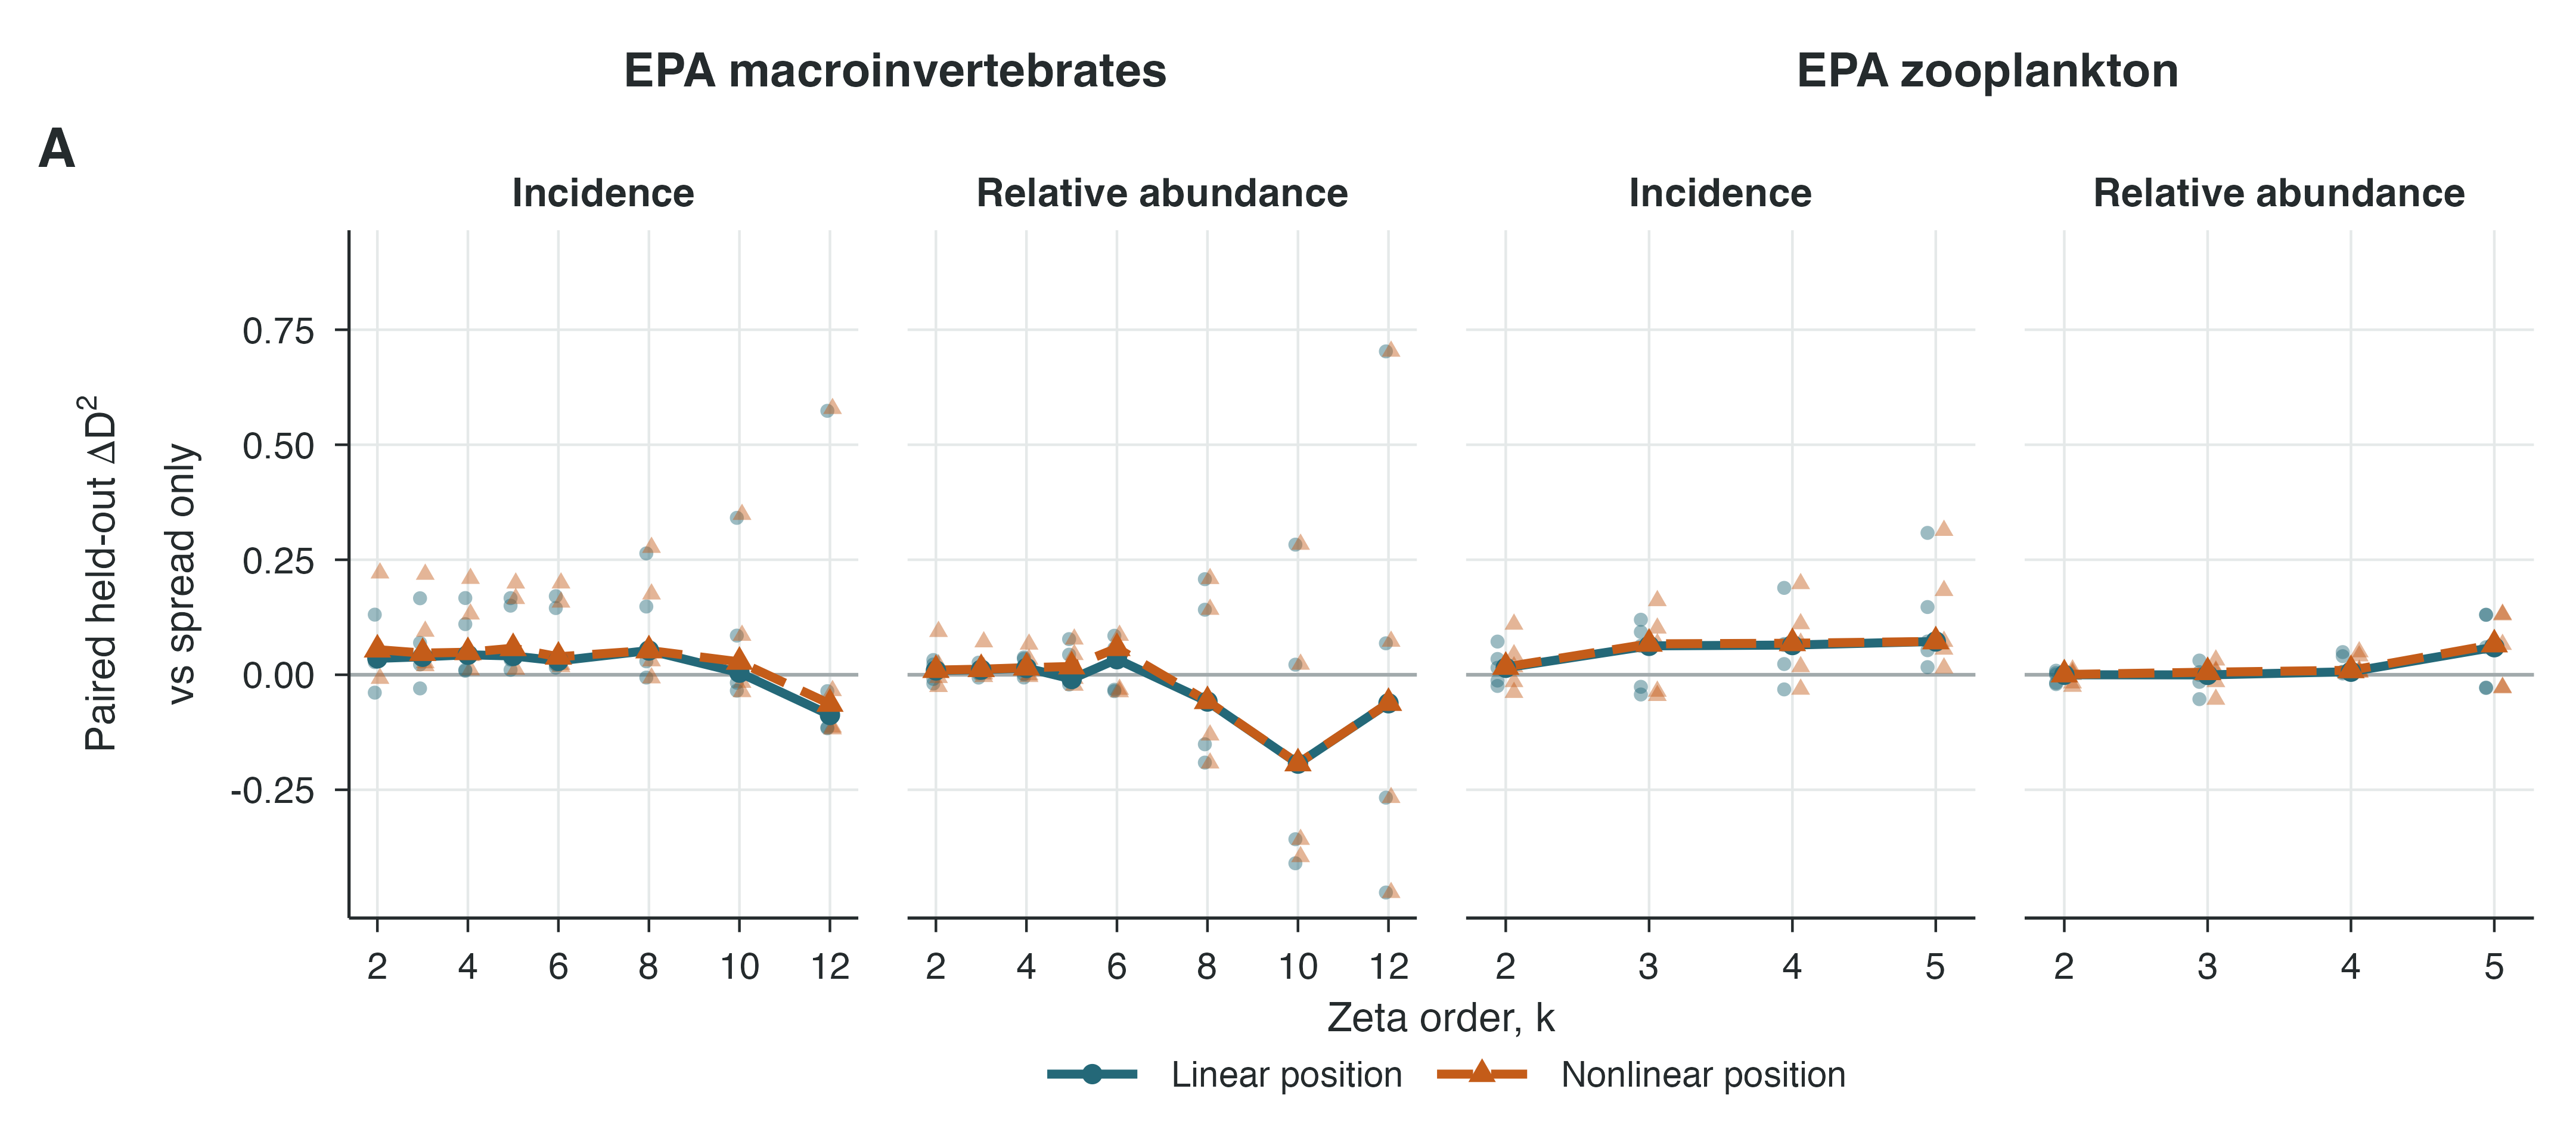 EPA macroinvertebrates
EPA zooplankton
A
Incidence
Relative abundance
Incidence
Relative abundance
Paired held-out ΔD²
vs spread only
0.75
0.50
0.25
0.00
-0.25
2 4 6 8 10 12
2 4 6 8 10 12
2 3 4 5
2 3 4 5
Zeta order, k
Linear position
Nonlinear position